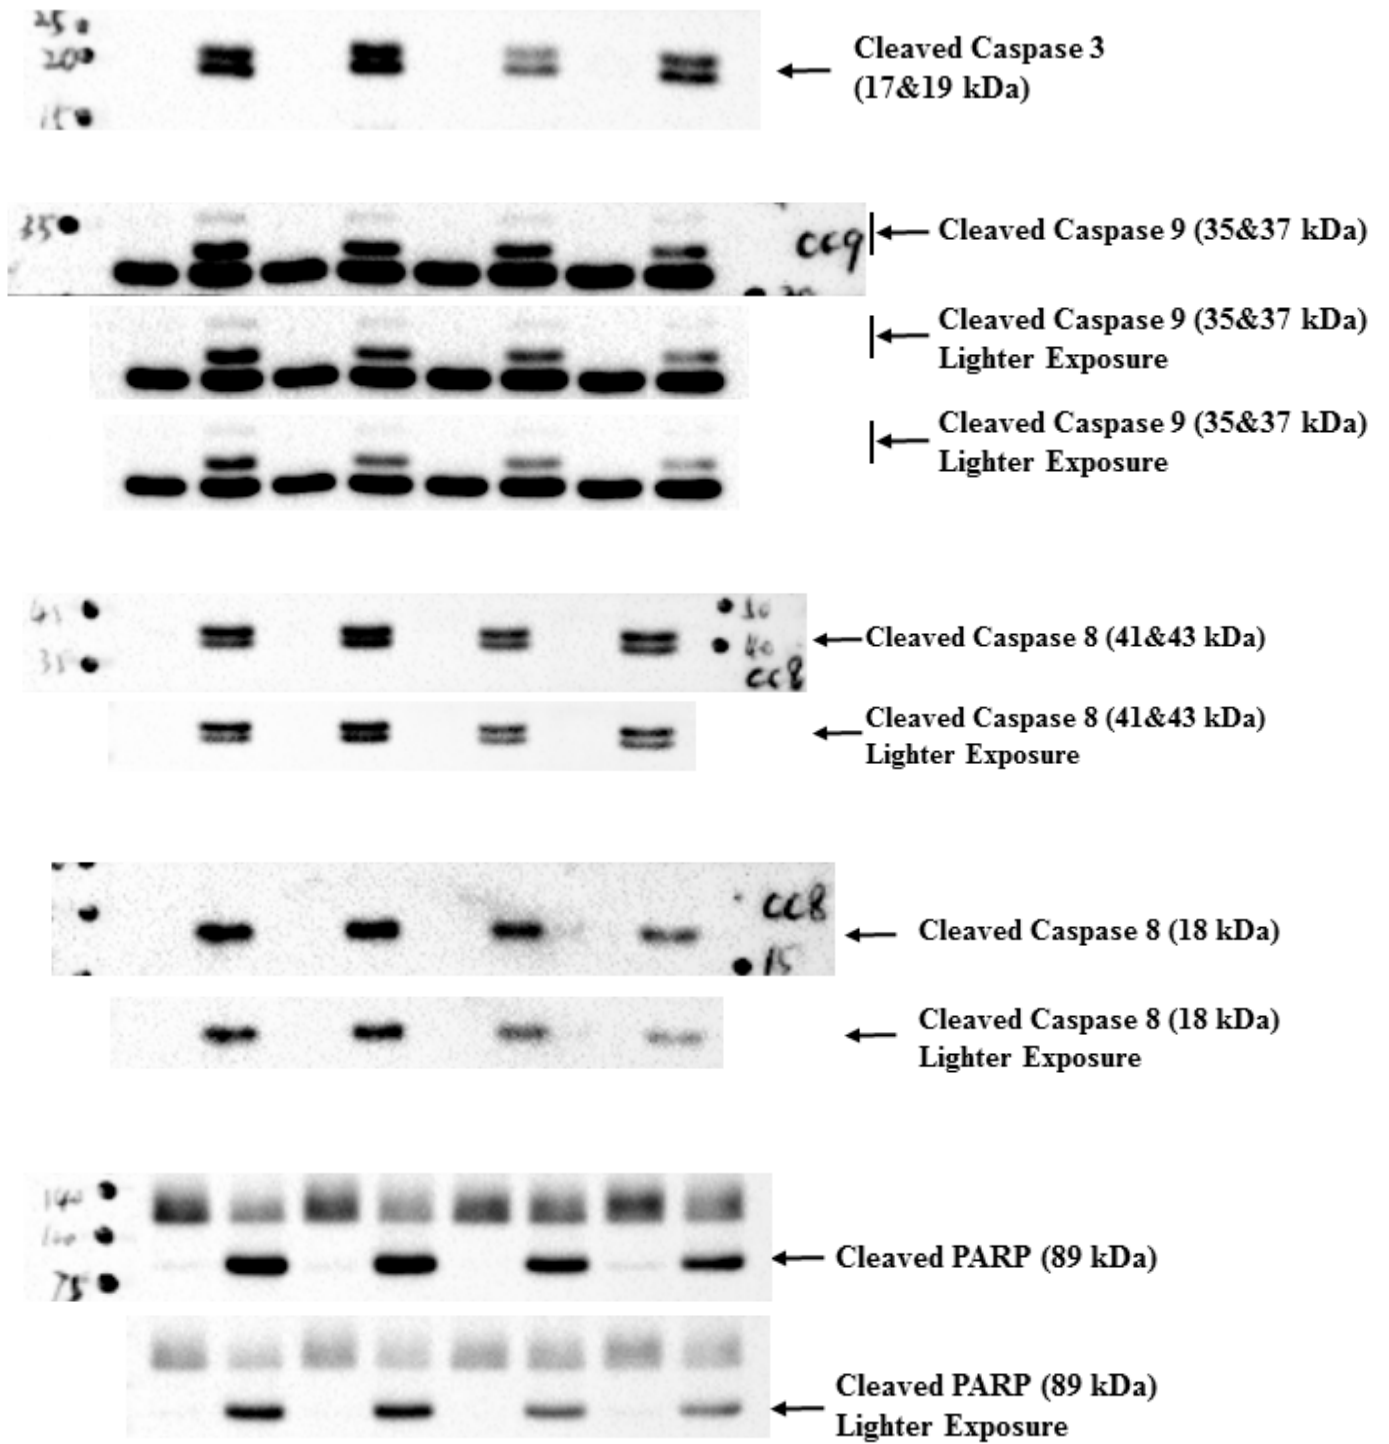 25
20
15
Cleaved Caspase 3
(17&19 kDa)
35
CC9
Cleaved Caspase 9 (35&37 kDa)
Cleaved Caspase 9 (35&37 kDa)
Lighter Exposure
Cleaved Caspase 9 (35&37 kDa)
Lighter Exposure
40
35
CC8
Cleaved Caspase 8 (41&43 kDa)
Cleaved Caspase 8 (41&43 kDa)
Lighter Exposure
CC8
15
Cleaved Caspase 8 (18 kDa)
Cleaved Caspase 8 (18 kDa)
Lighter Exposure
140
100
75
Cleaved PARP (89 kDa)
Cleaved PARP (89 kDa)
Lighter Exposure